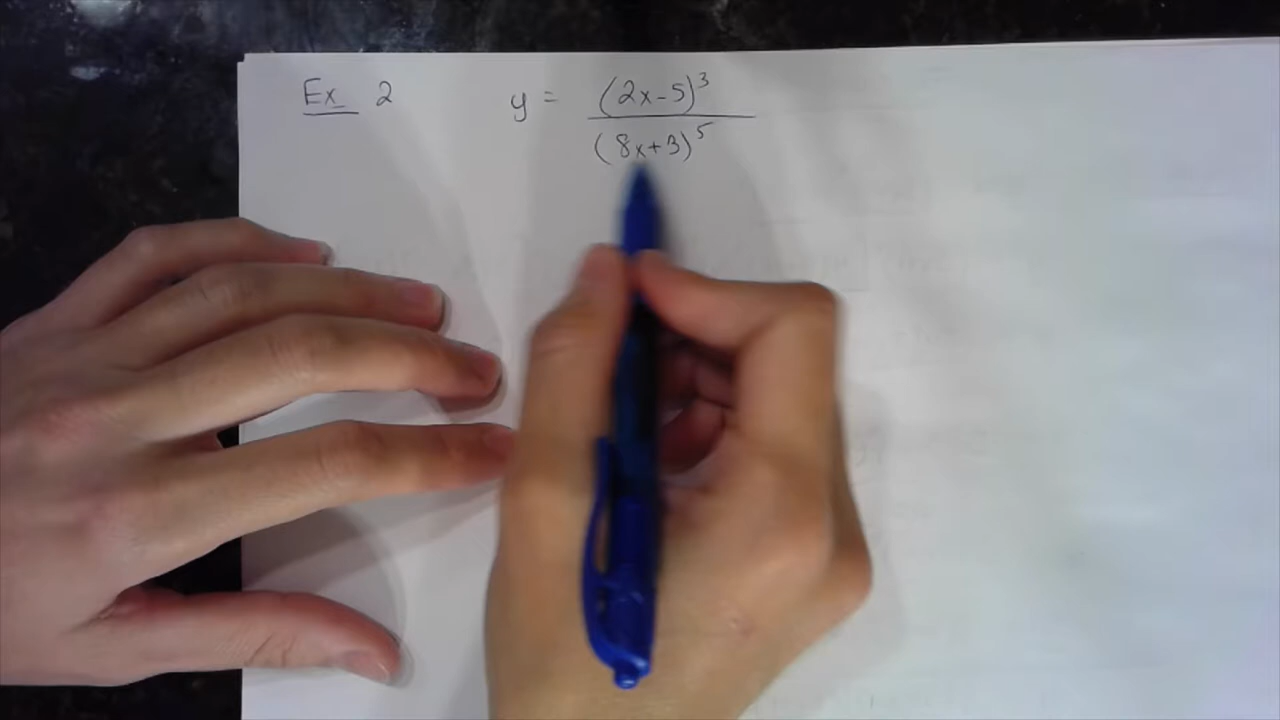 Ex 2 y = (2x-5)^3 / (8x+3)^5